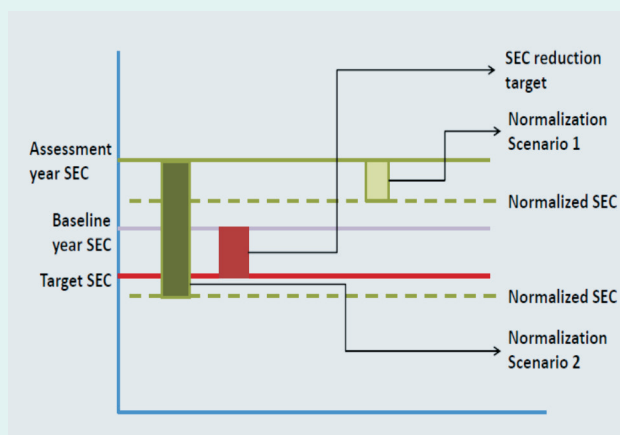 SEC reduction
target
Normalization
Scenario 1
Assessment
year SEC
Normalized SEC
Baseline
year SEC
Target SEC
Normalized SEC
Normalization
Scenario 2